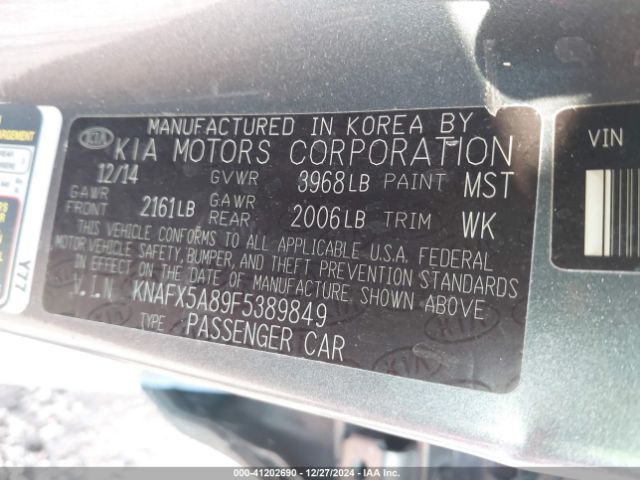 MANUFACTURED IN KOREA BY
KIA KIA MOTORS CORPORATION
12/14 GVWR 3968LB PAINT MST
GAWR FRONT 2161LB GAWR REAR 2006LB TRIM WK
THIS VEHICLE CONFORMS TO ALL APPLICABLE U.S.A. FEDERAL
MOTOR VEHICLE SAFETY, BUMPER, AND THEFT PREVENTION STANDARDS
IN EFFECT ON THE DATE OF MANUFACTURE, SHOWN ABOVE
V.I.N KNAFX5A89F5389849
TYPE PASSENGER CAR
Y77
VIN
000-41202690 - 12/27/2024 - IAA Inc.